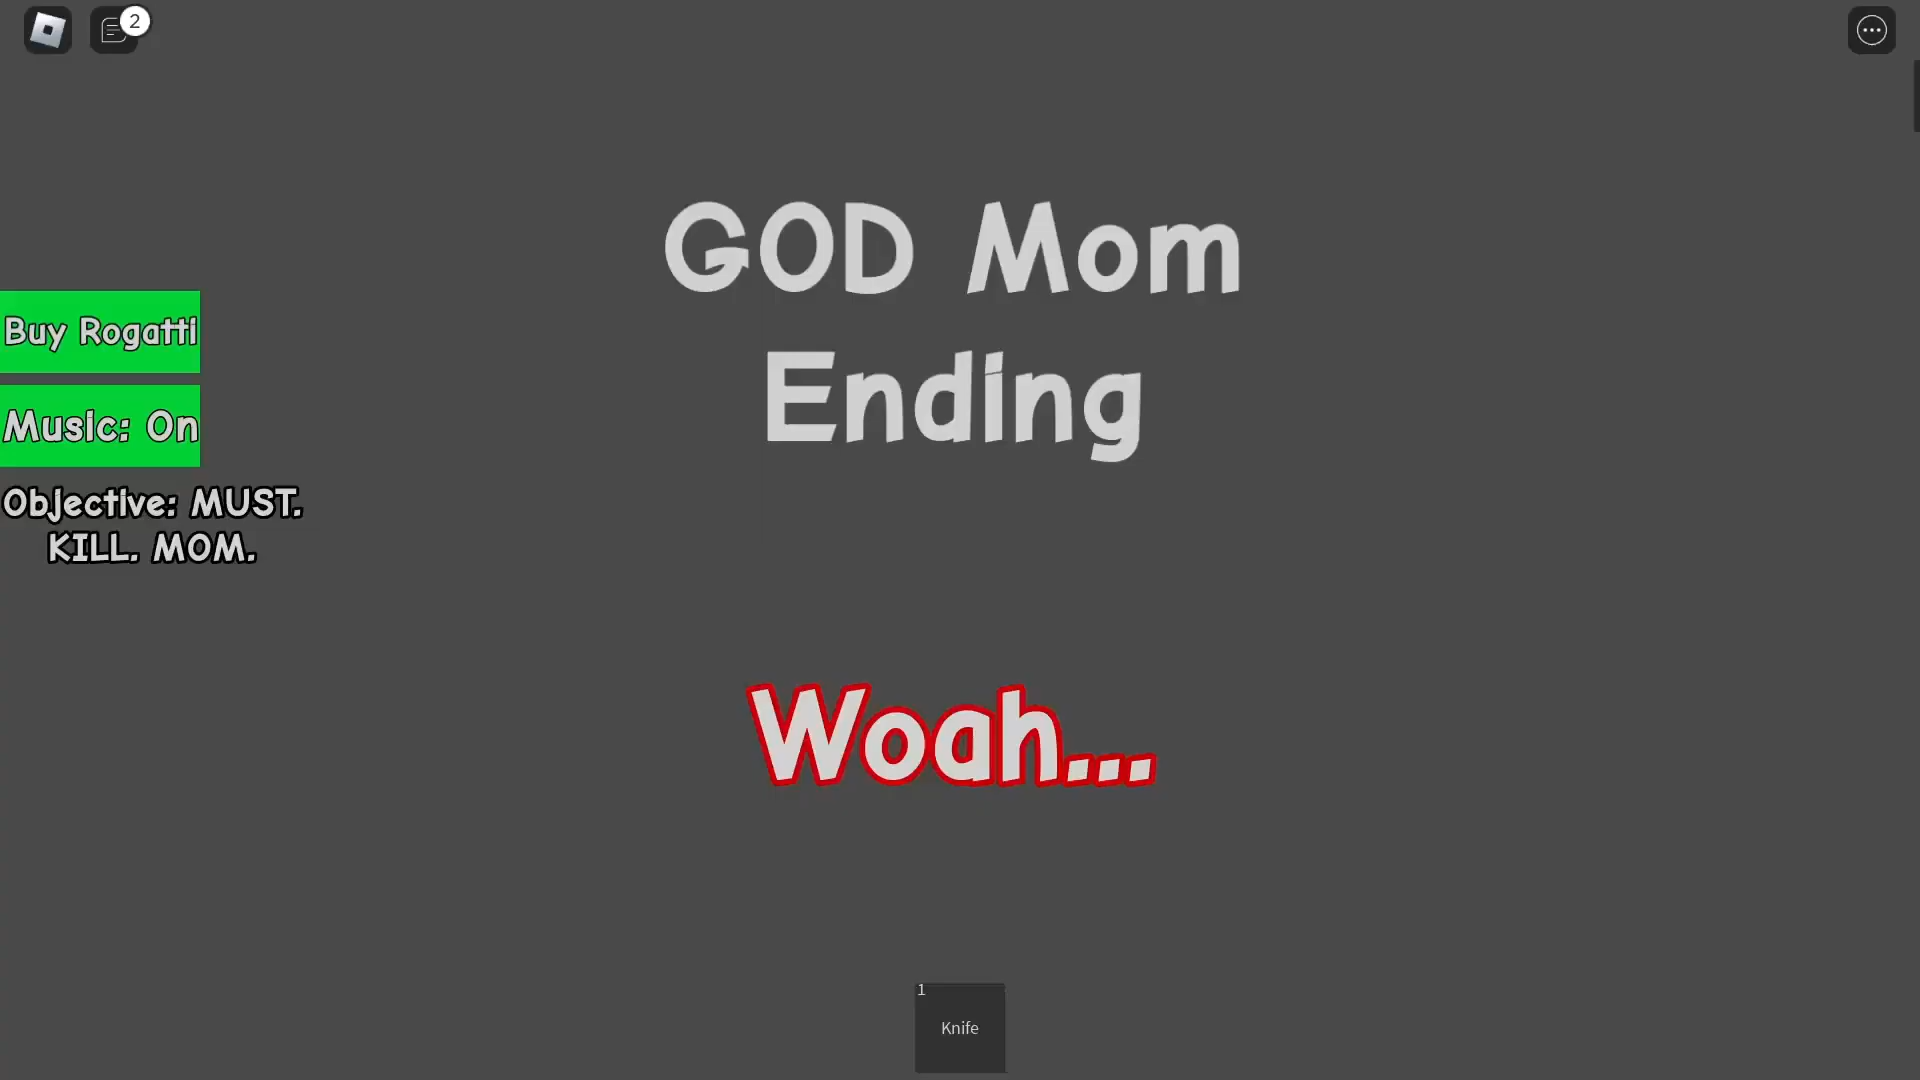 2
GOD Mom
Ending
Buy Rogatti
Music: On
Objective: MUST.
KILL. MOM.
Woah...
1
Knife